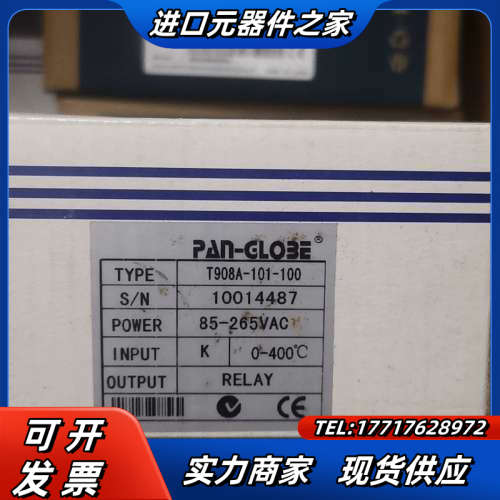 进口元器件之家
PAN-GLOBE®
TYPE T908A-101-100
S/N 10014487
POWER 85-265VAC
INPUT K 0-400℃
OUTPUT RELAY
CE
TEL:17717628972
可开
发票
实力商家 现货供应